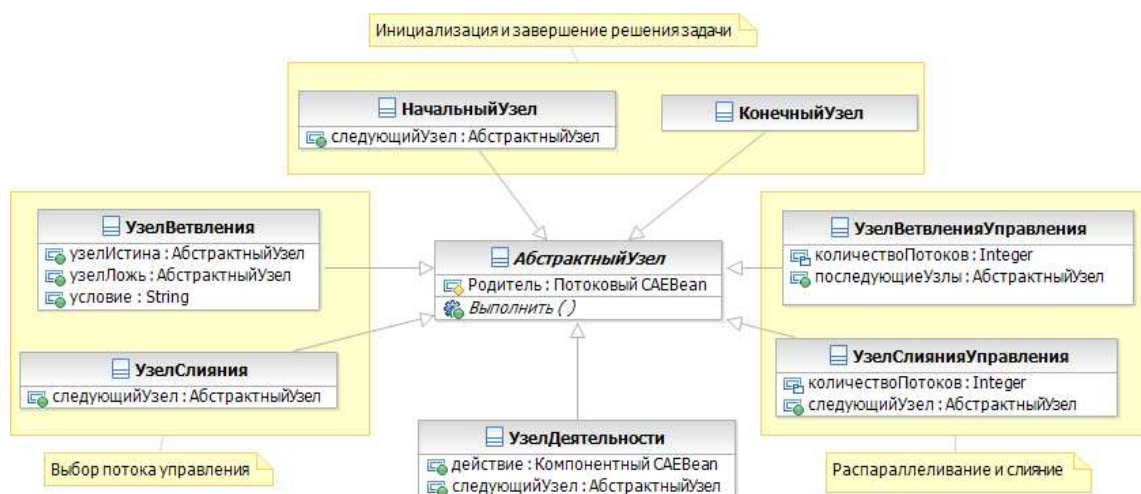 Инициализация и завершение решения задачи
НачальныйУзел
следующийУзел : АбстрактныйУзел
КонечныйУзел
УзелВетвления
узелИстина : АбстрактныйУзел
узелЛожь : АбстрактныйУзел
условие : String
УзелСлияния
следующийУзел : АбстрактныйУзел
Выбор потока управления
АбстрактныйУзел
Родитель : Потоковый CAEBean
Выполнить ( )
УзелДеятельности
действие : Компонентный CAEBean
следующийУзел : АбстрактныйУзел
УзелВетвленияУправления
количествоПотоков : Integer
последующиеУзлы : АбстрактныйУзел
УзелСлиянияУправления
количествоПотоков : Integer
следующийУзел : АбстрактныйУзел
Распараллеливание и слияние